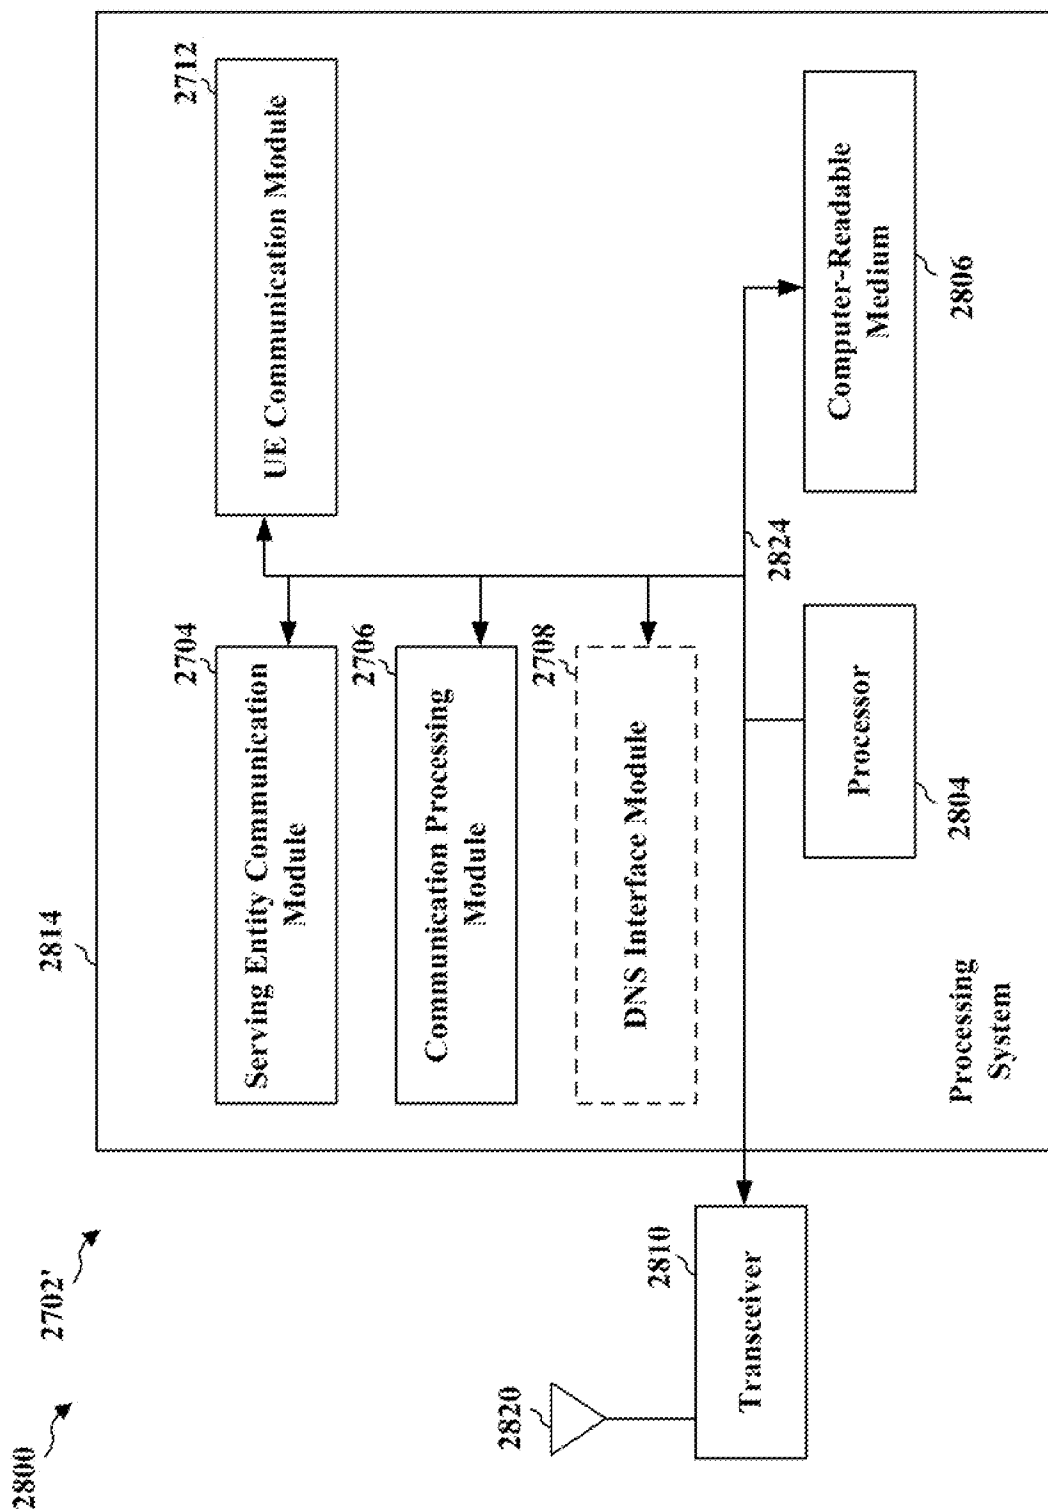 2800
2702'
2814
2704
Serving Entity Communication
Module
2712
UE Communication Module
2706
Communication Processing
Module
2708
DNS Interface Module
2820
2810
Transceiver
2824
Processor
2804
Computer-Readable
Medium
2806
Processing
System